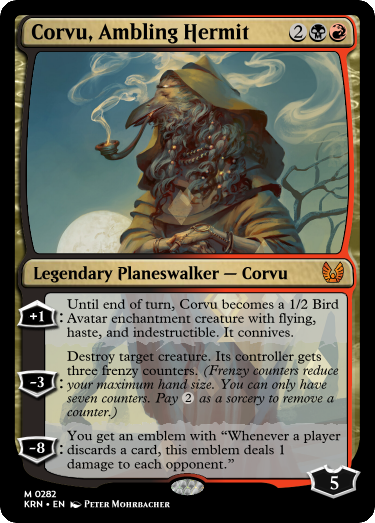 Corvu, Ambling Hermit 2
Legendary Planeswalker — Corvu
+1 : Until end of turn, Corvu becomes a 1/2 Bird
Avatar enchantment creature with flying,
haste, and indestructible. It connives.
-3 : Destroy target creature. Its controller gets
three frenzy counters. (Frenzy counters reduce
your maximum hand size. You can only have
seven counters. Pay 2 as a sorcery to remove a
counter.)
-8 : You get an emblem with “Whenever a player
discards a card, this emblem deals 1
damage to each opponent.”
5
M 0282
KRN • EN Peter Mohrbacher